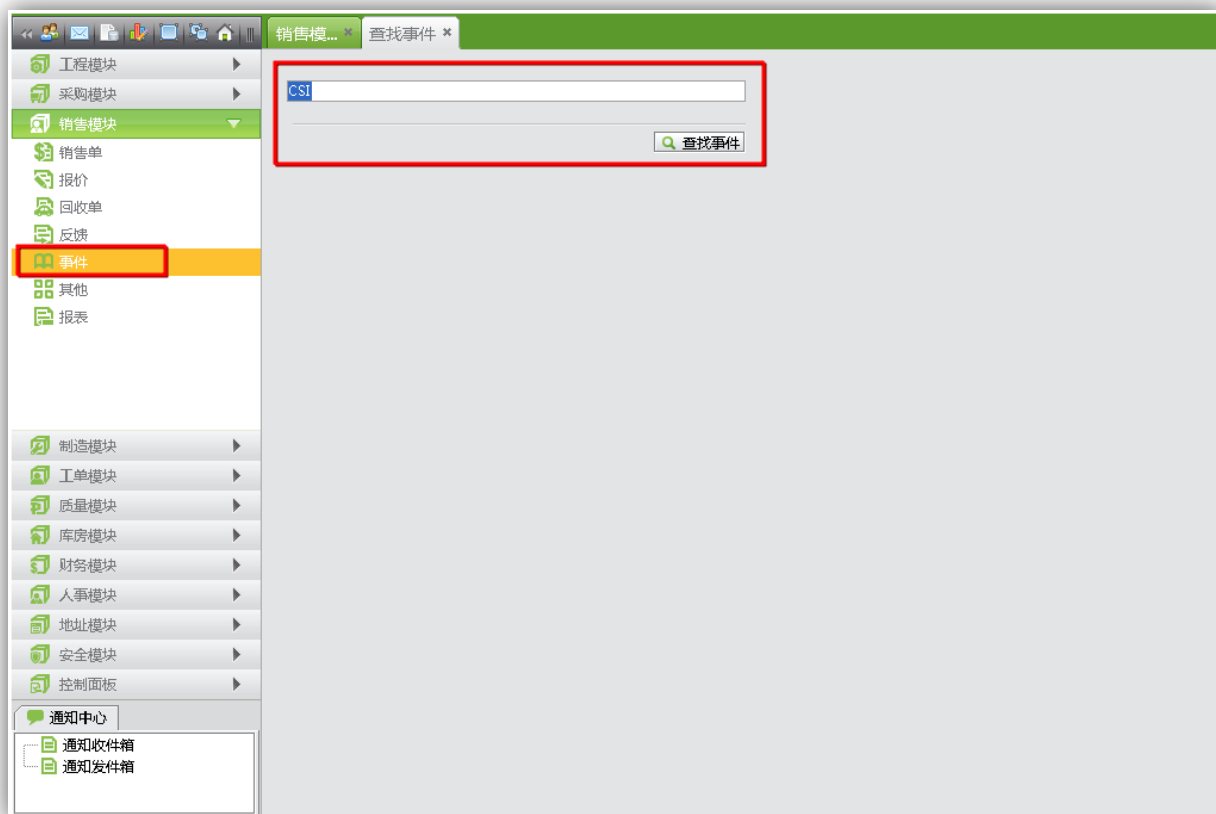 销售模...
查找事件
工程模块
采购模块
销售模块
销售单
报价
回收单
反馈
事件
其他
报表
制造模块
工单模块
质量模块
库房模块
财务模块
人事模块
地址模块
安全模块
控制面板
通知中心
通知收件箱
通知发件箱
CSI
查找事件